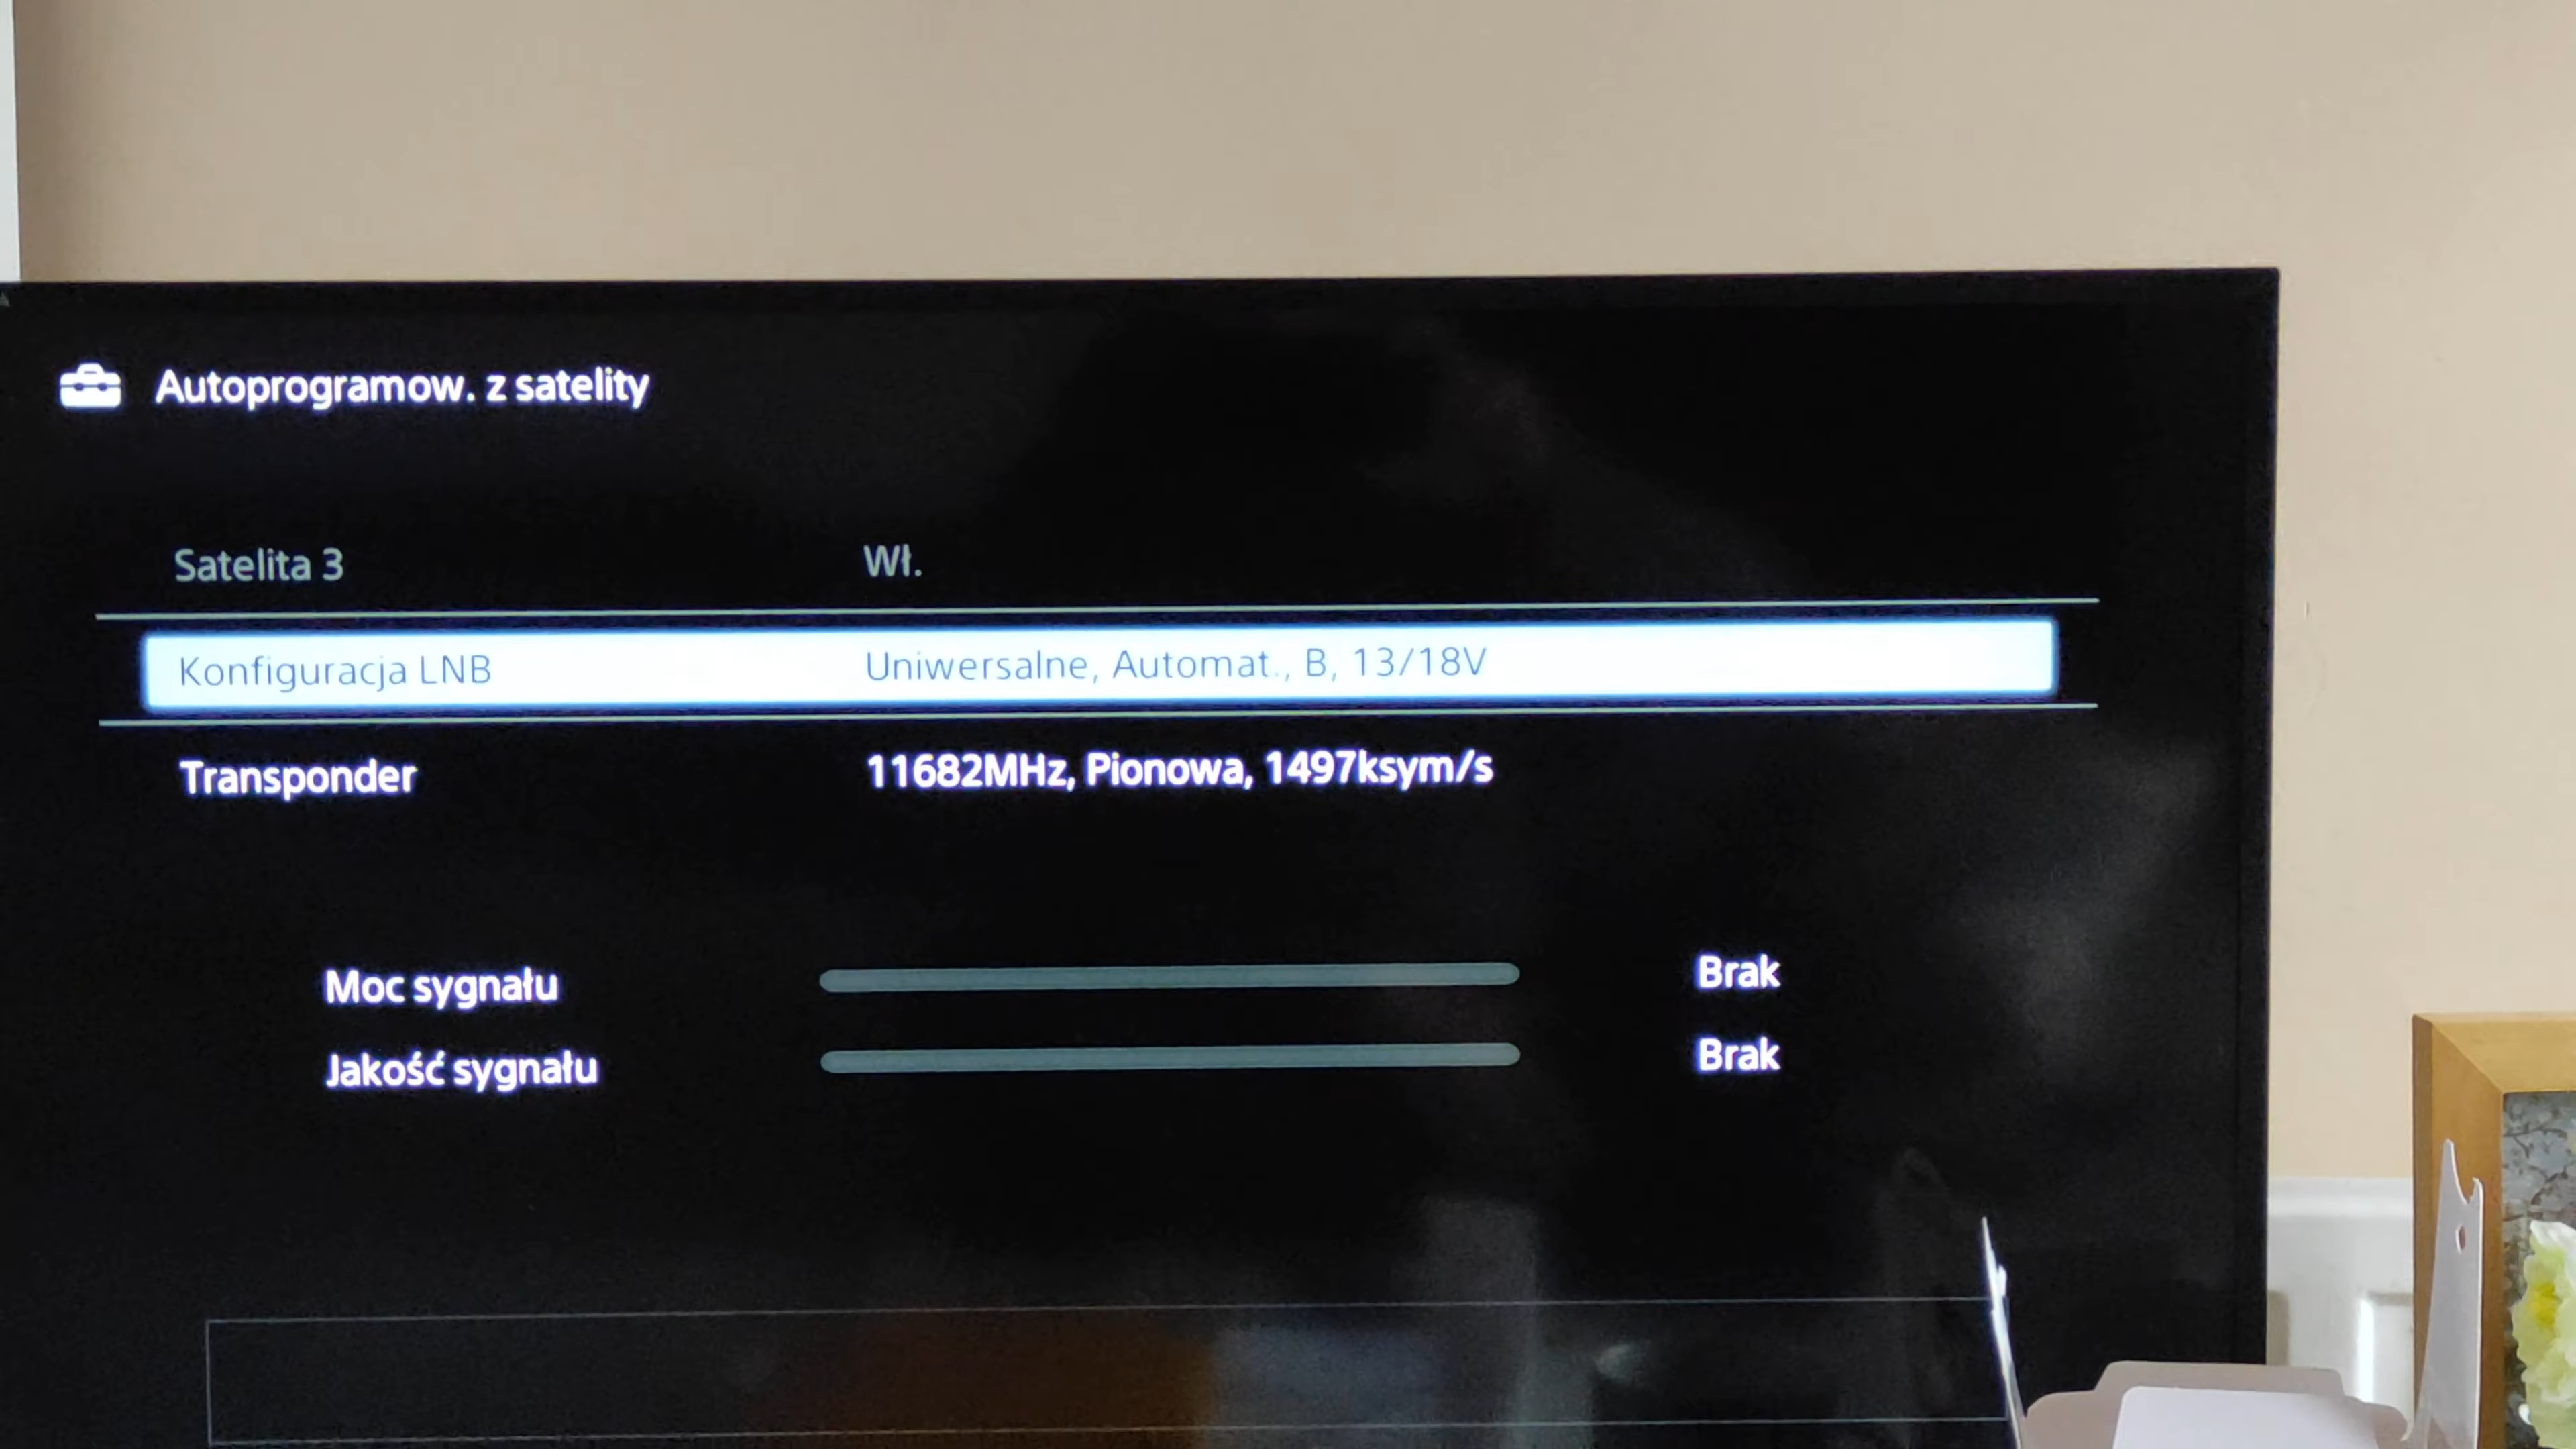 Autoprogramow. z satelity
Satelita 3 Wł.
Konfiguracja LNB Uniwersalne, Automat., B, 13/18V
Transponder 11682MHz, Pionowa, 1497ksym/s
Moc sygnału Brak
Jakość sygnału Brak